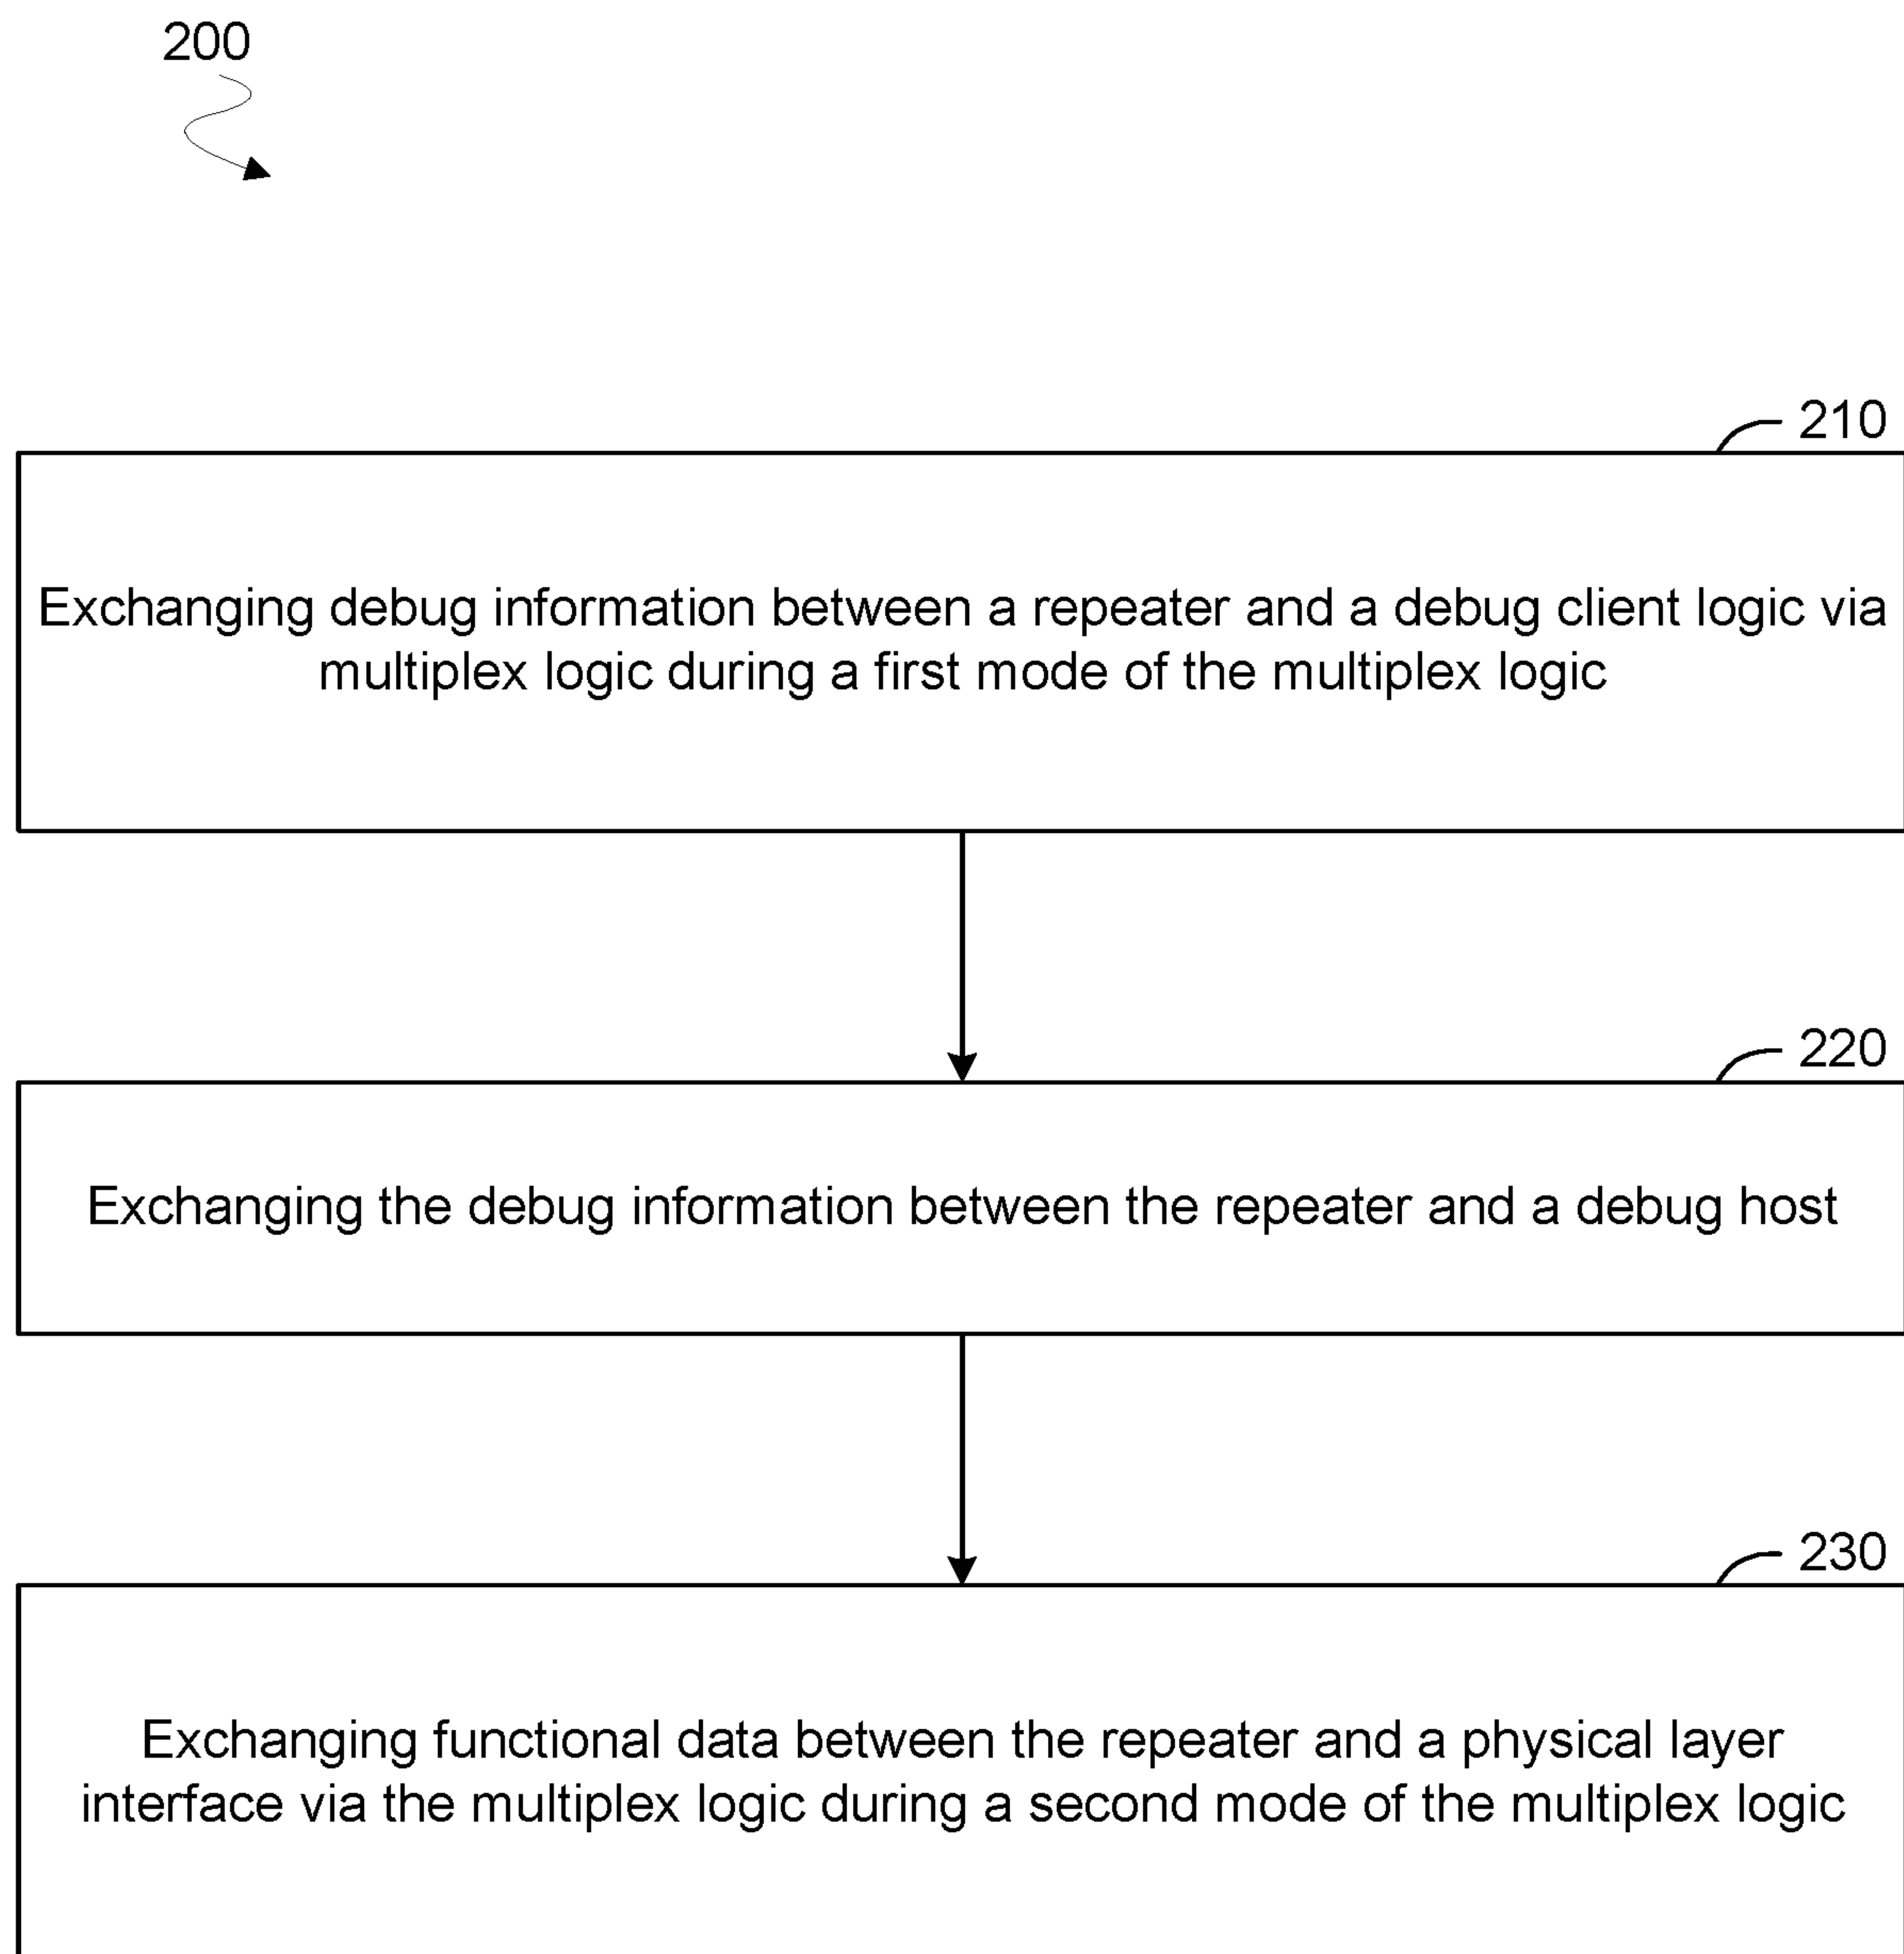 200
210
Exchanging debug information between a repeater and a debug client logic via
multiplex logic during a first mode of the multiplex logic
220
Exchanging the debug information between the repeater and a debug host
230
Exchanging functional data between the repeater and a physical layer
interface via the multiplex logic during a second mode of the multiplex logic